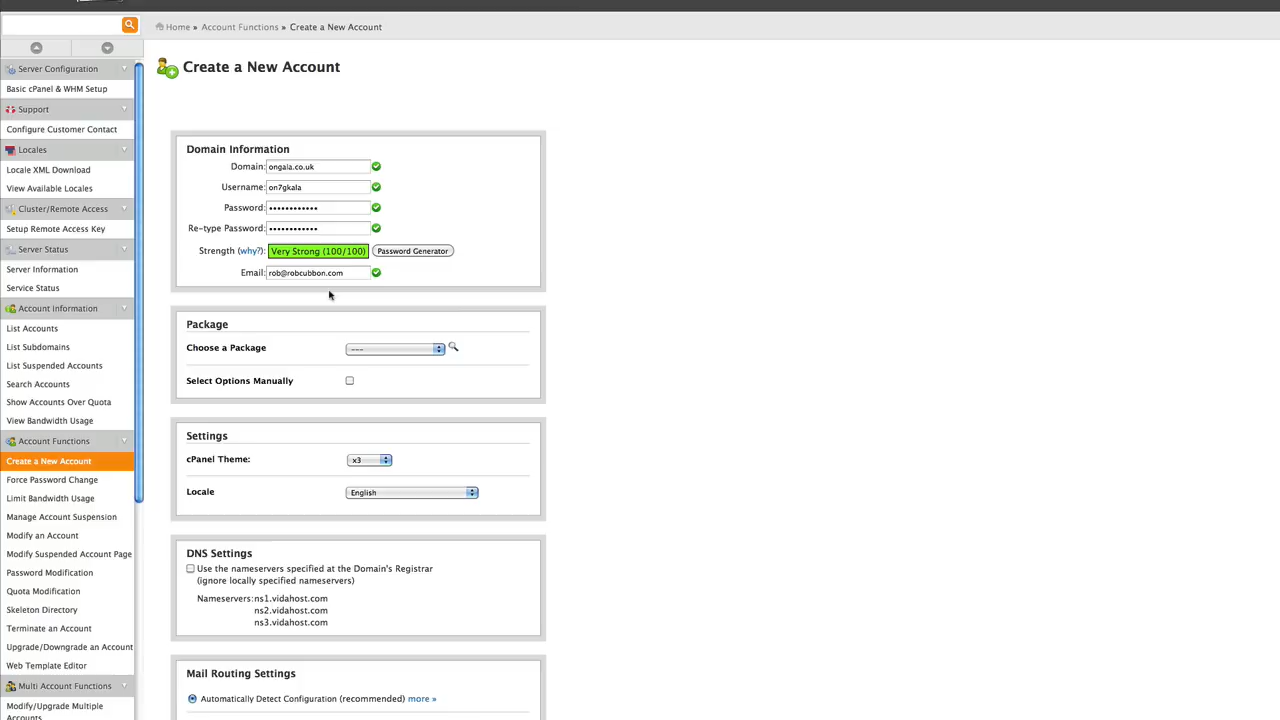 Home » Account Functions » Create a New Account
Server Configuration
Basic cPanel & WHM Setup
Support
Configure Customer Contact
Locales
Locale XML Download
View Available Locales
Cluster/Remote Access
Setup Remote Access Key
Server Status
Server Information
Service Status
Account Information
List Accounts
List Subdomains
List Suspended Accounts
Search Accounts
Show Accounts Over Quota
View Bandwidth Usage
Account Functions
Create a New Account
Force Password Change
Limit Bandwidth Usage
Manage Account Suspension
Modify an Account
Modify Suspended Account Page
Password Modification
Quota Modification
Skeleton Directory
Terminate an Account
Upgrade/Downgrade an Account
Web Template Editor
Multi Account Functions
Modify/Upgrade Multiple
Accounts
Create a New Account
Domain Information
Domain: ongala.co.uk
Username: on7gkala
Password: ••••••••••••
Re-type Password: ••••••••••••
Strength (why?): Very Strong (100/100) Password Generator
Email: rob@robcubbon.com
Package
Choose a Package ---
Select Options Manually
Settings
cPanel Theme: x3
Locale English
DNS Settings
Use the nameservers specified at the Domain's Registrar
(ignore locally specified nameservers)
Nameservers: ns1.vidahost.com
ns2.vidahost.com
ns3.vidahost.com
Mail Routing Settings
Automatically Detect Configuration (recommended) more »